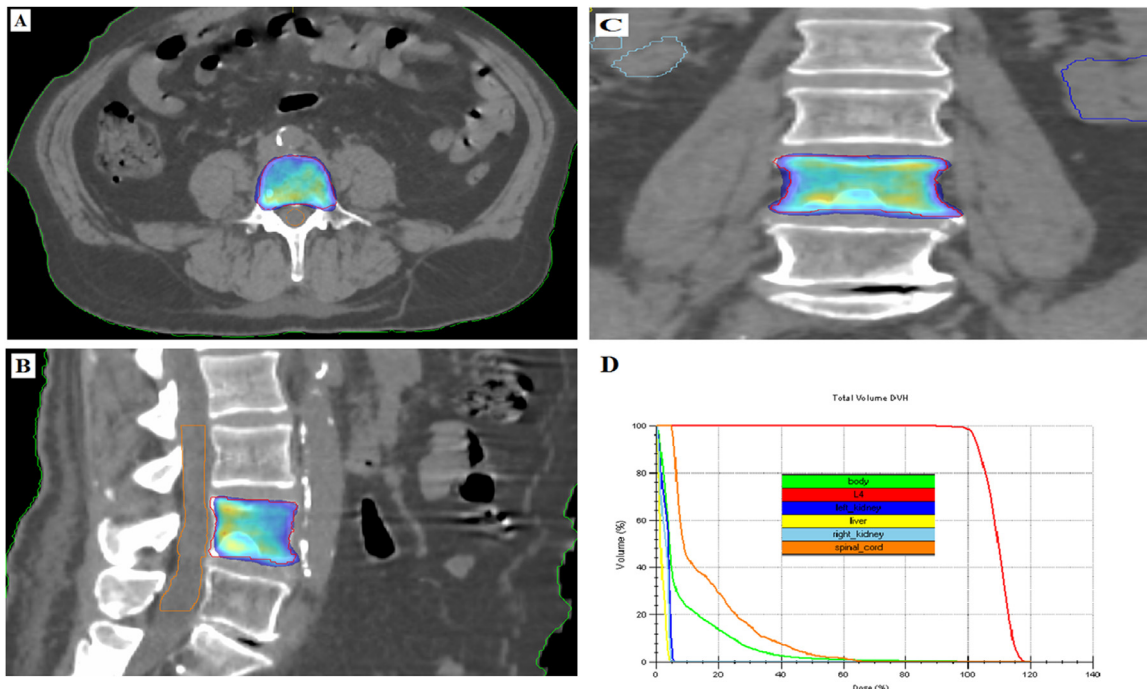 A
C
B
D
Total Volume DVH
100
80
60
40
20
0
Volume (%)
body
L4
left_kidney
liver
right_kidney
spinal_cord
0 20 40 60 80 100 120 140
Dose (%)